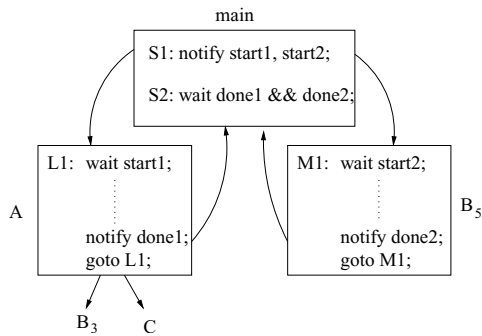 main
S1: notify start1, start2;
S2: wait done1 && done2;
A
L1: wait start1;
notify done1;
goto L1;
M1: wait start2;
notify done2;
goto M1;
B5
B3
C